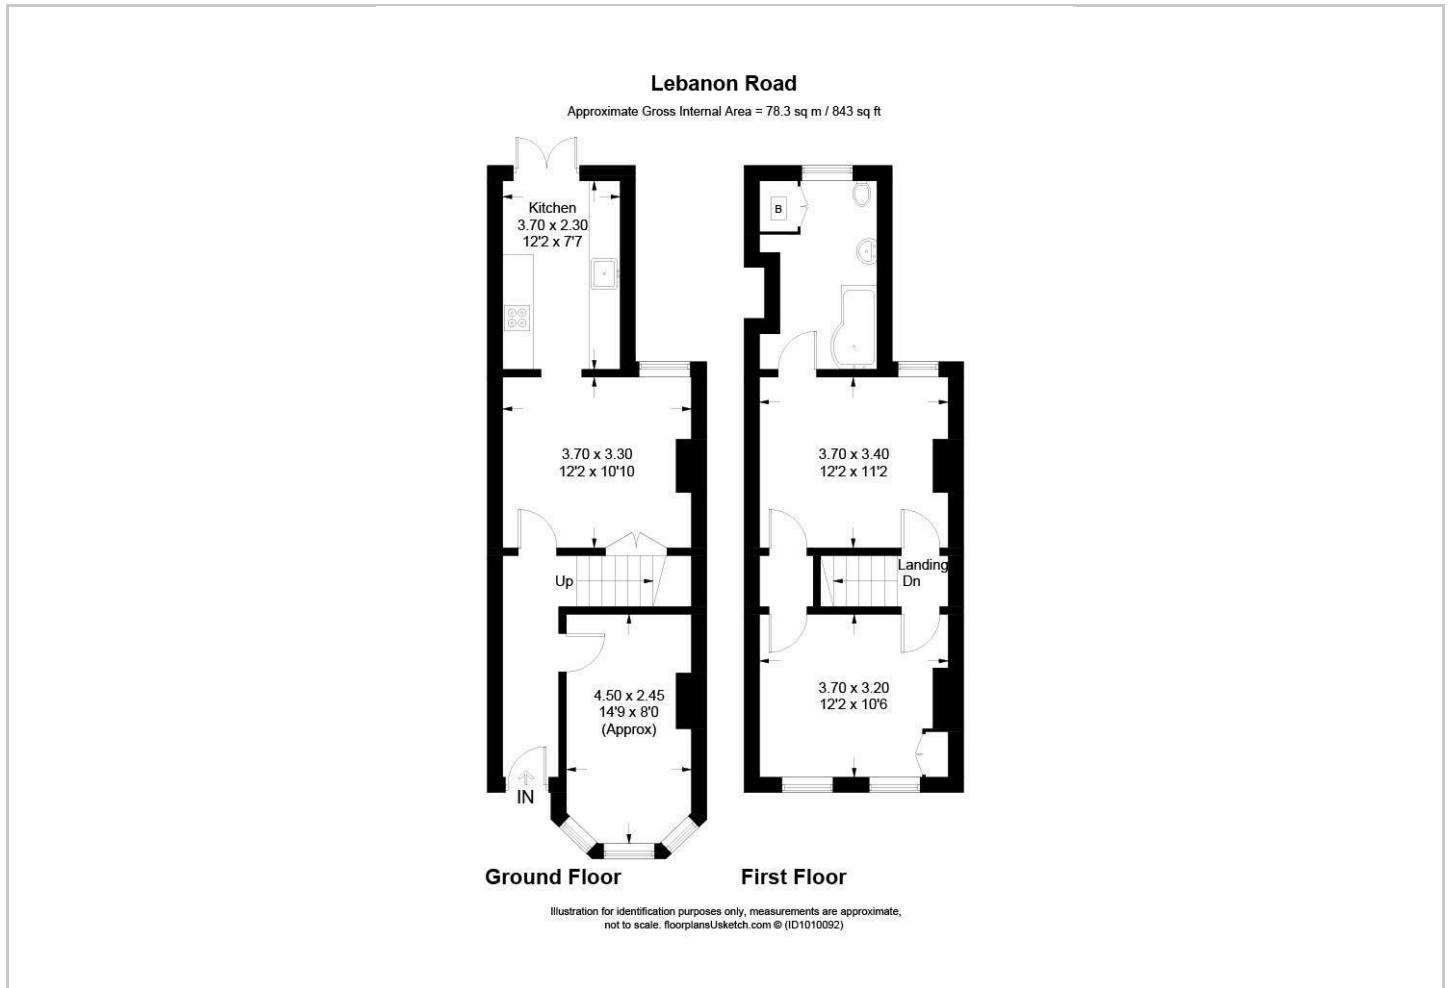 Lebanon Road
Approximate Gross Internal Area = 78.3 sq m / 843 sq ft
Kitchen
3.70 x 2.30
12'2 x 7'7
3.70 x 3.30
12'2 x 10'10
Up
4.50 x 2.45
14'9 x 8'0
(Approx)
IN
Ground Floor
B
3.70 x 3.40
12'2 x 11'2
Landing
Dn
3.70 x 3.20
12'2 x 10'6
First Floor
Illustration for identification purposes only, measurements are approximate,
not to scale. floorplansUsketch.com © (ID1010092)